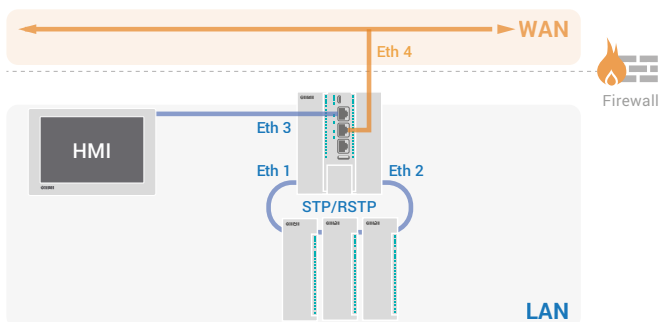 WAN
Eth 4
Firewall
Eth 3
HMI
Eth 1
Eth 2
STP/RSTP
LAN